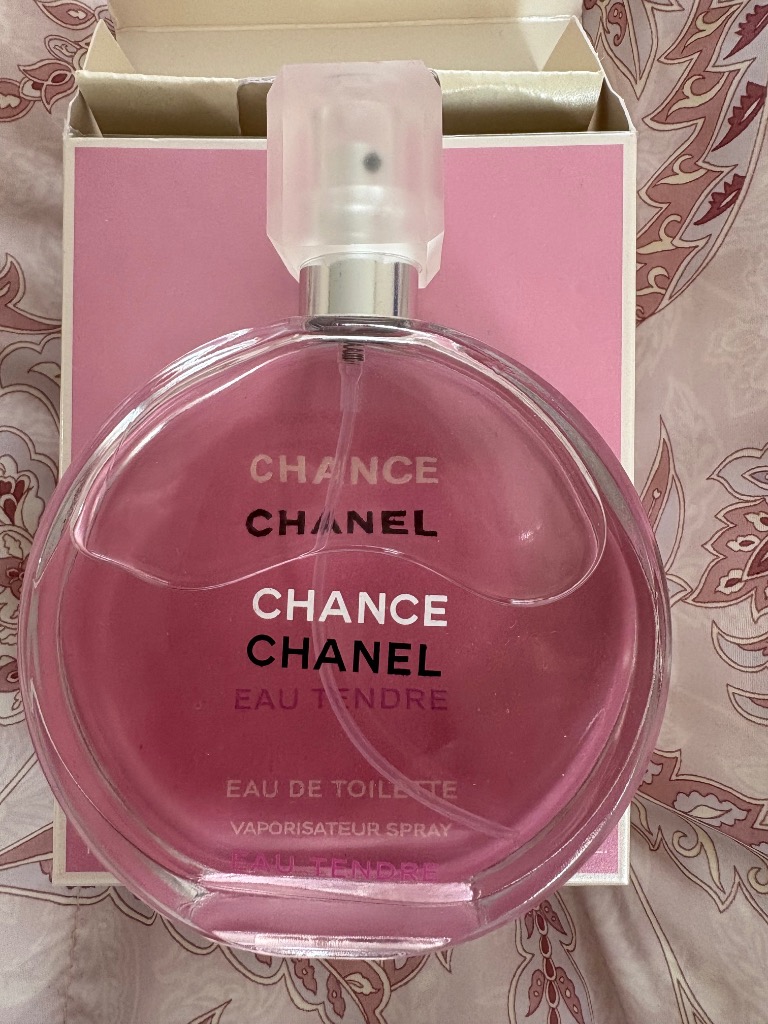 CHANCE
CHANEL
CHANCE
CHANEL
EAU TENDRE
EAU DE TOILETTE
VAPORISATEUR SPRAY
EAU TENDRE